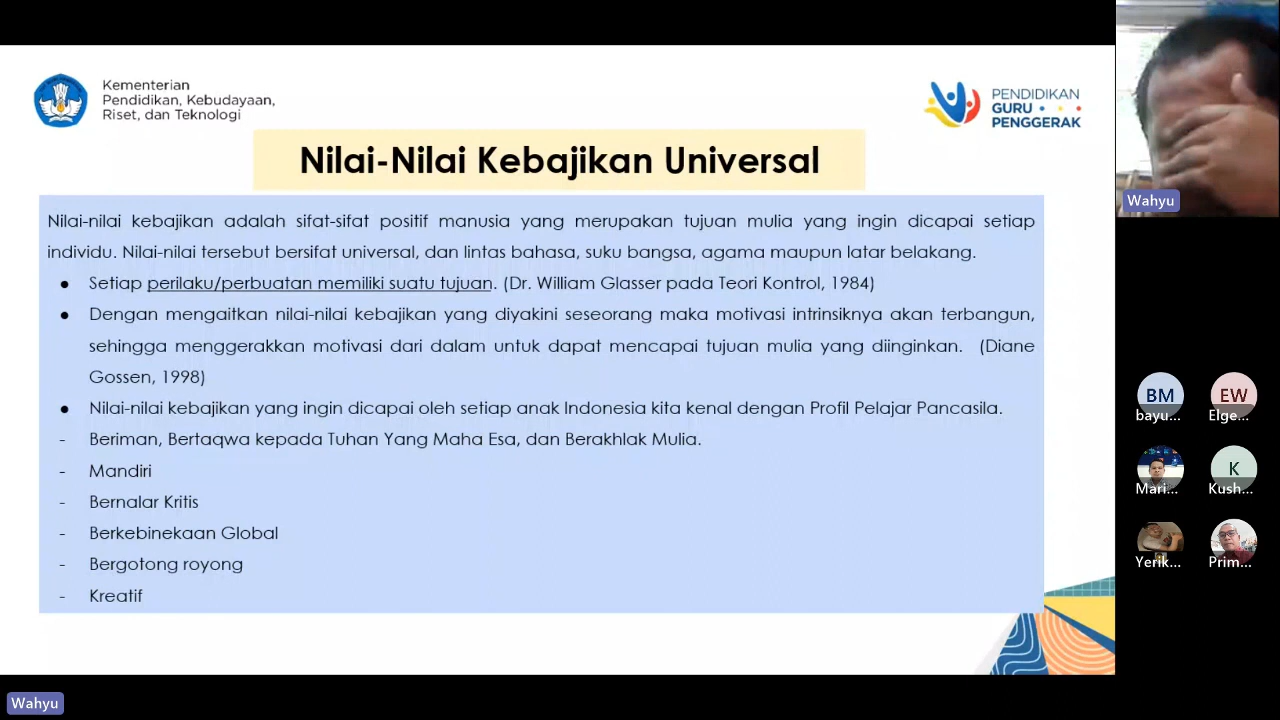 Kementerian
Pendidikan, Kebudayaan,
Riset, dan Teknologi
PENDIDIKAN
GURU
PENGGERAK
Nilai-Nilai Kebajikan Universal
Nilai-nilai kebajikan adalah sifat-sifat positif manusia yang merupakan tujuan mulia yang ingin dicapai setiap
individu. Nilai-nilai tersebut bersifat universal, dan lintas bahasa, suku bangsa, agama maupun latar belakang.
● Setiap perilaku/perbuatan memiliki suatu tujuan. (Dr. William Glasser pada Teori Kontrol, 1984)
● Dengan mengaitkan nilai-nilai kebajikan yang diyakini seseorang maka motivasi intrinsiknya akan terbangun,
sehingga menggerakkan motivasi dari dalam untuk dapat mencapai tujuan mulia yang diinginkan. (Diane
Gossen, 1998)
● Nilai-nilai kebajikan yang ingin dicapai oleh setiap anak Indonesia kita kenal dengan Profil Pelajar Pancasila.
- Beriman, Bertaqwa kepada Tuhan Yang Maha Esa, dan Berakhlak Mulia.
- Mandiri
- Bernalar Kritis
- Berkebinekaan Global
- Bergotong royong
- Kreatif
Wahyu
BM
bayu...
EW
Elge...
Mari...
K
Kush...
Yerik...
Prim...
Wahyu